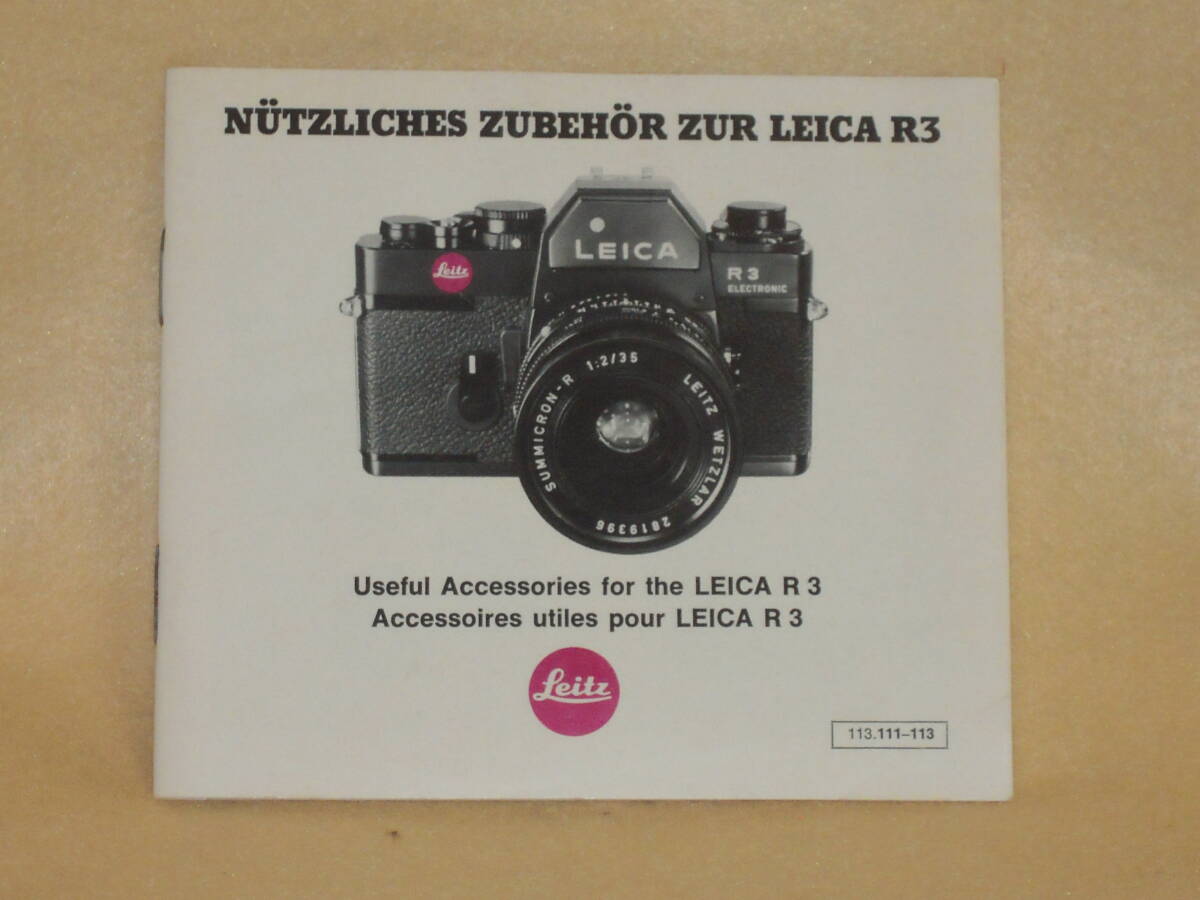 NÜTZLICHES ZUBEHÖR ZUR LEICA R3
LEICA
Leitz
R3
ELECTRONIC
SUMMICRON-R 1:2/35 LEITZ WETZLAR 2819396
Useful Accessories for the LEICA R 3
Accessoires utiles pour LEICA R 3
Leitz
113.111–113